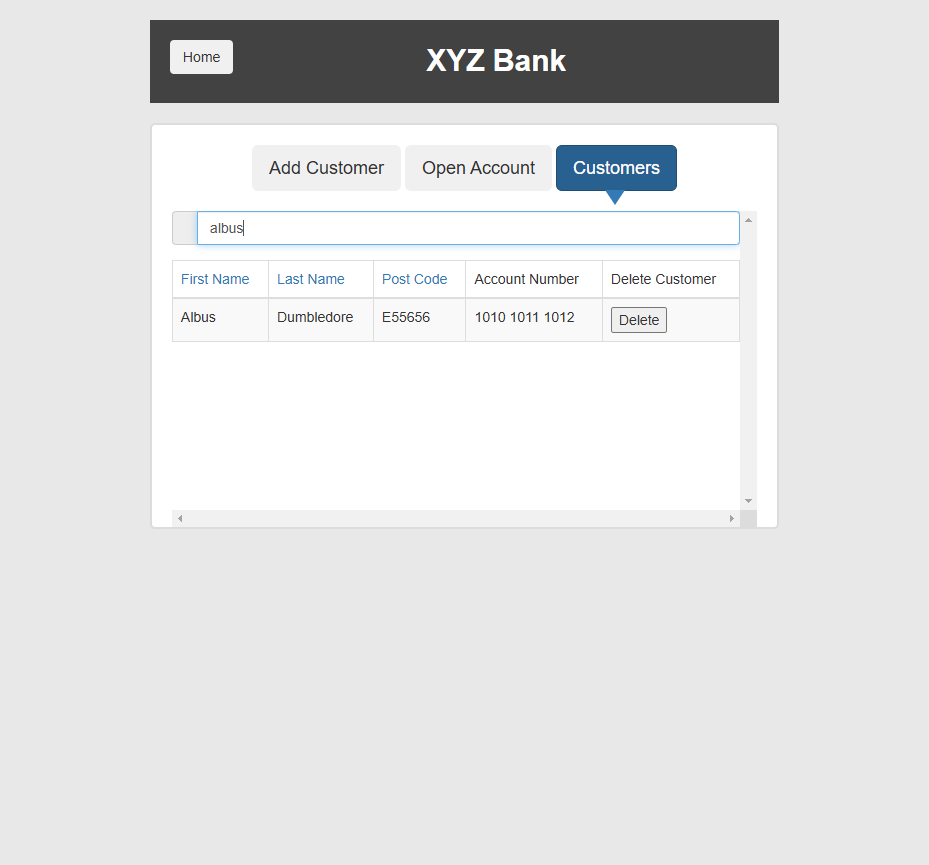 Home
XYZ Bank
Add Customer Open Account Customers
albus
First Name Last Name Post Code Account Number Delete Customer
Albus Dumbledore E55656 1010 1011 1012 Delete